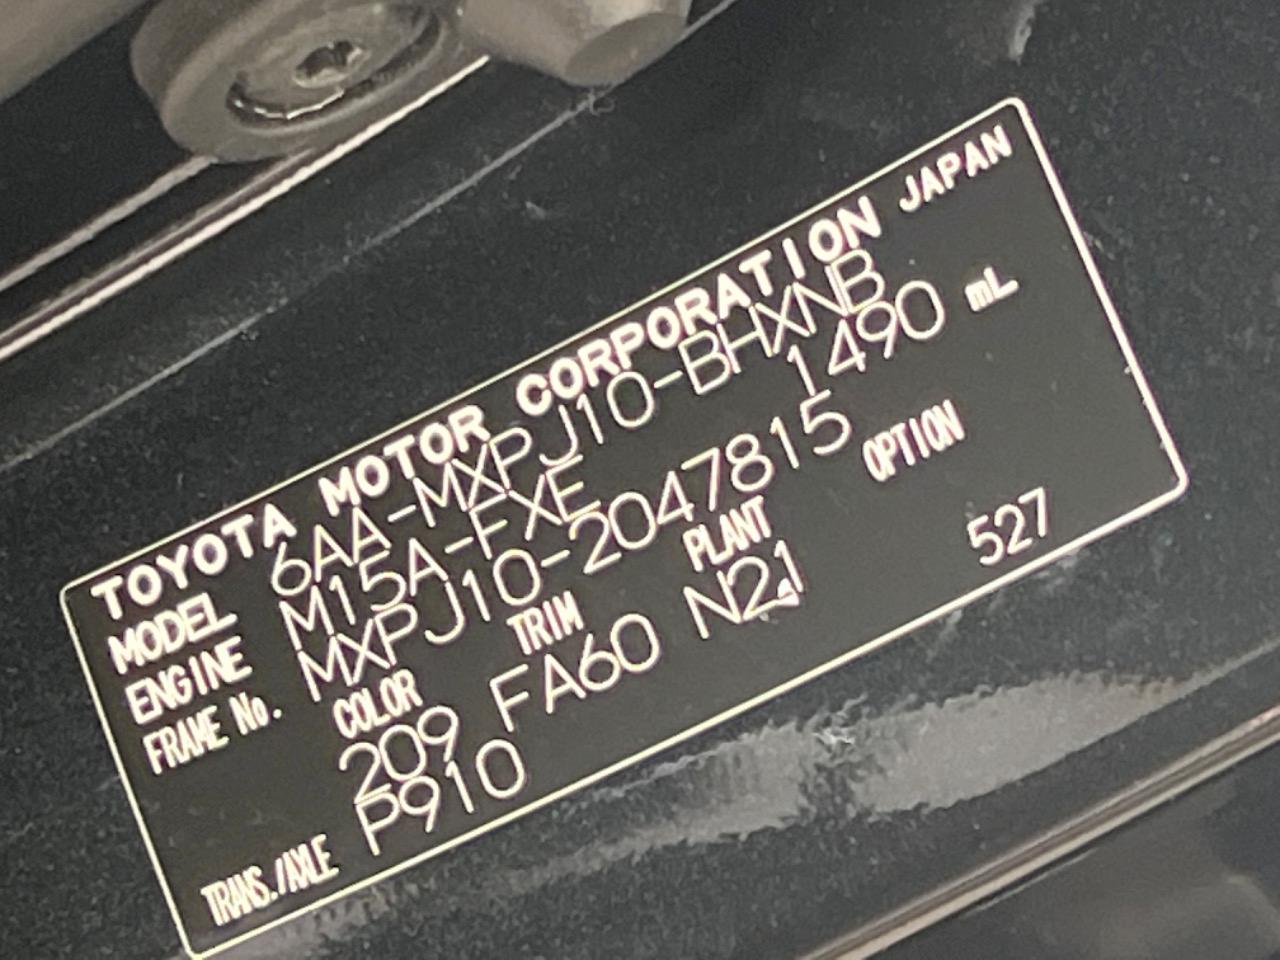 TOYOTA MOTOR CORPORATION JAPAN
MODEL 6AA-MXPJ10-BHXNB
ENGINE M15A-FXE 1490 mL
FRAME No. MXPJ10-2047815
COLOR TRIM PLANT OPTION
209 FA60 N21 527
TRANS./AXLE P910